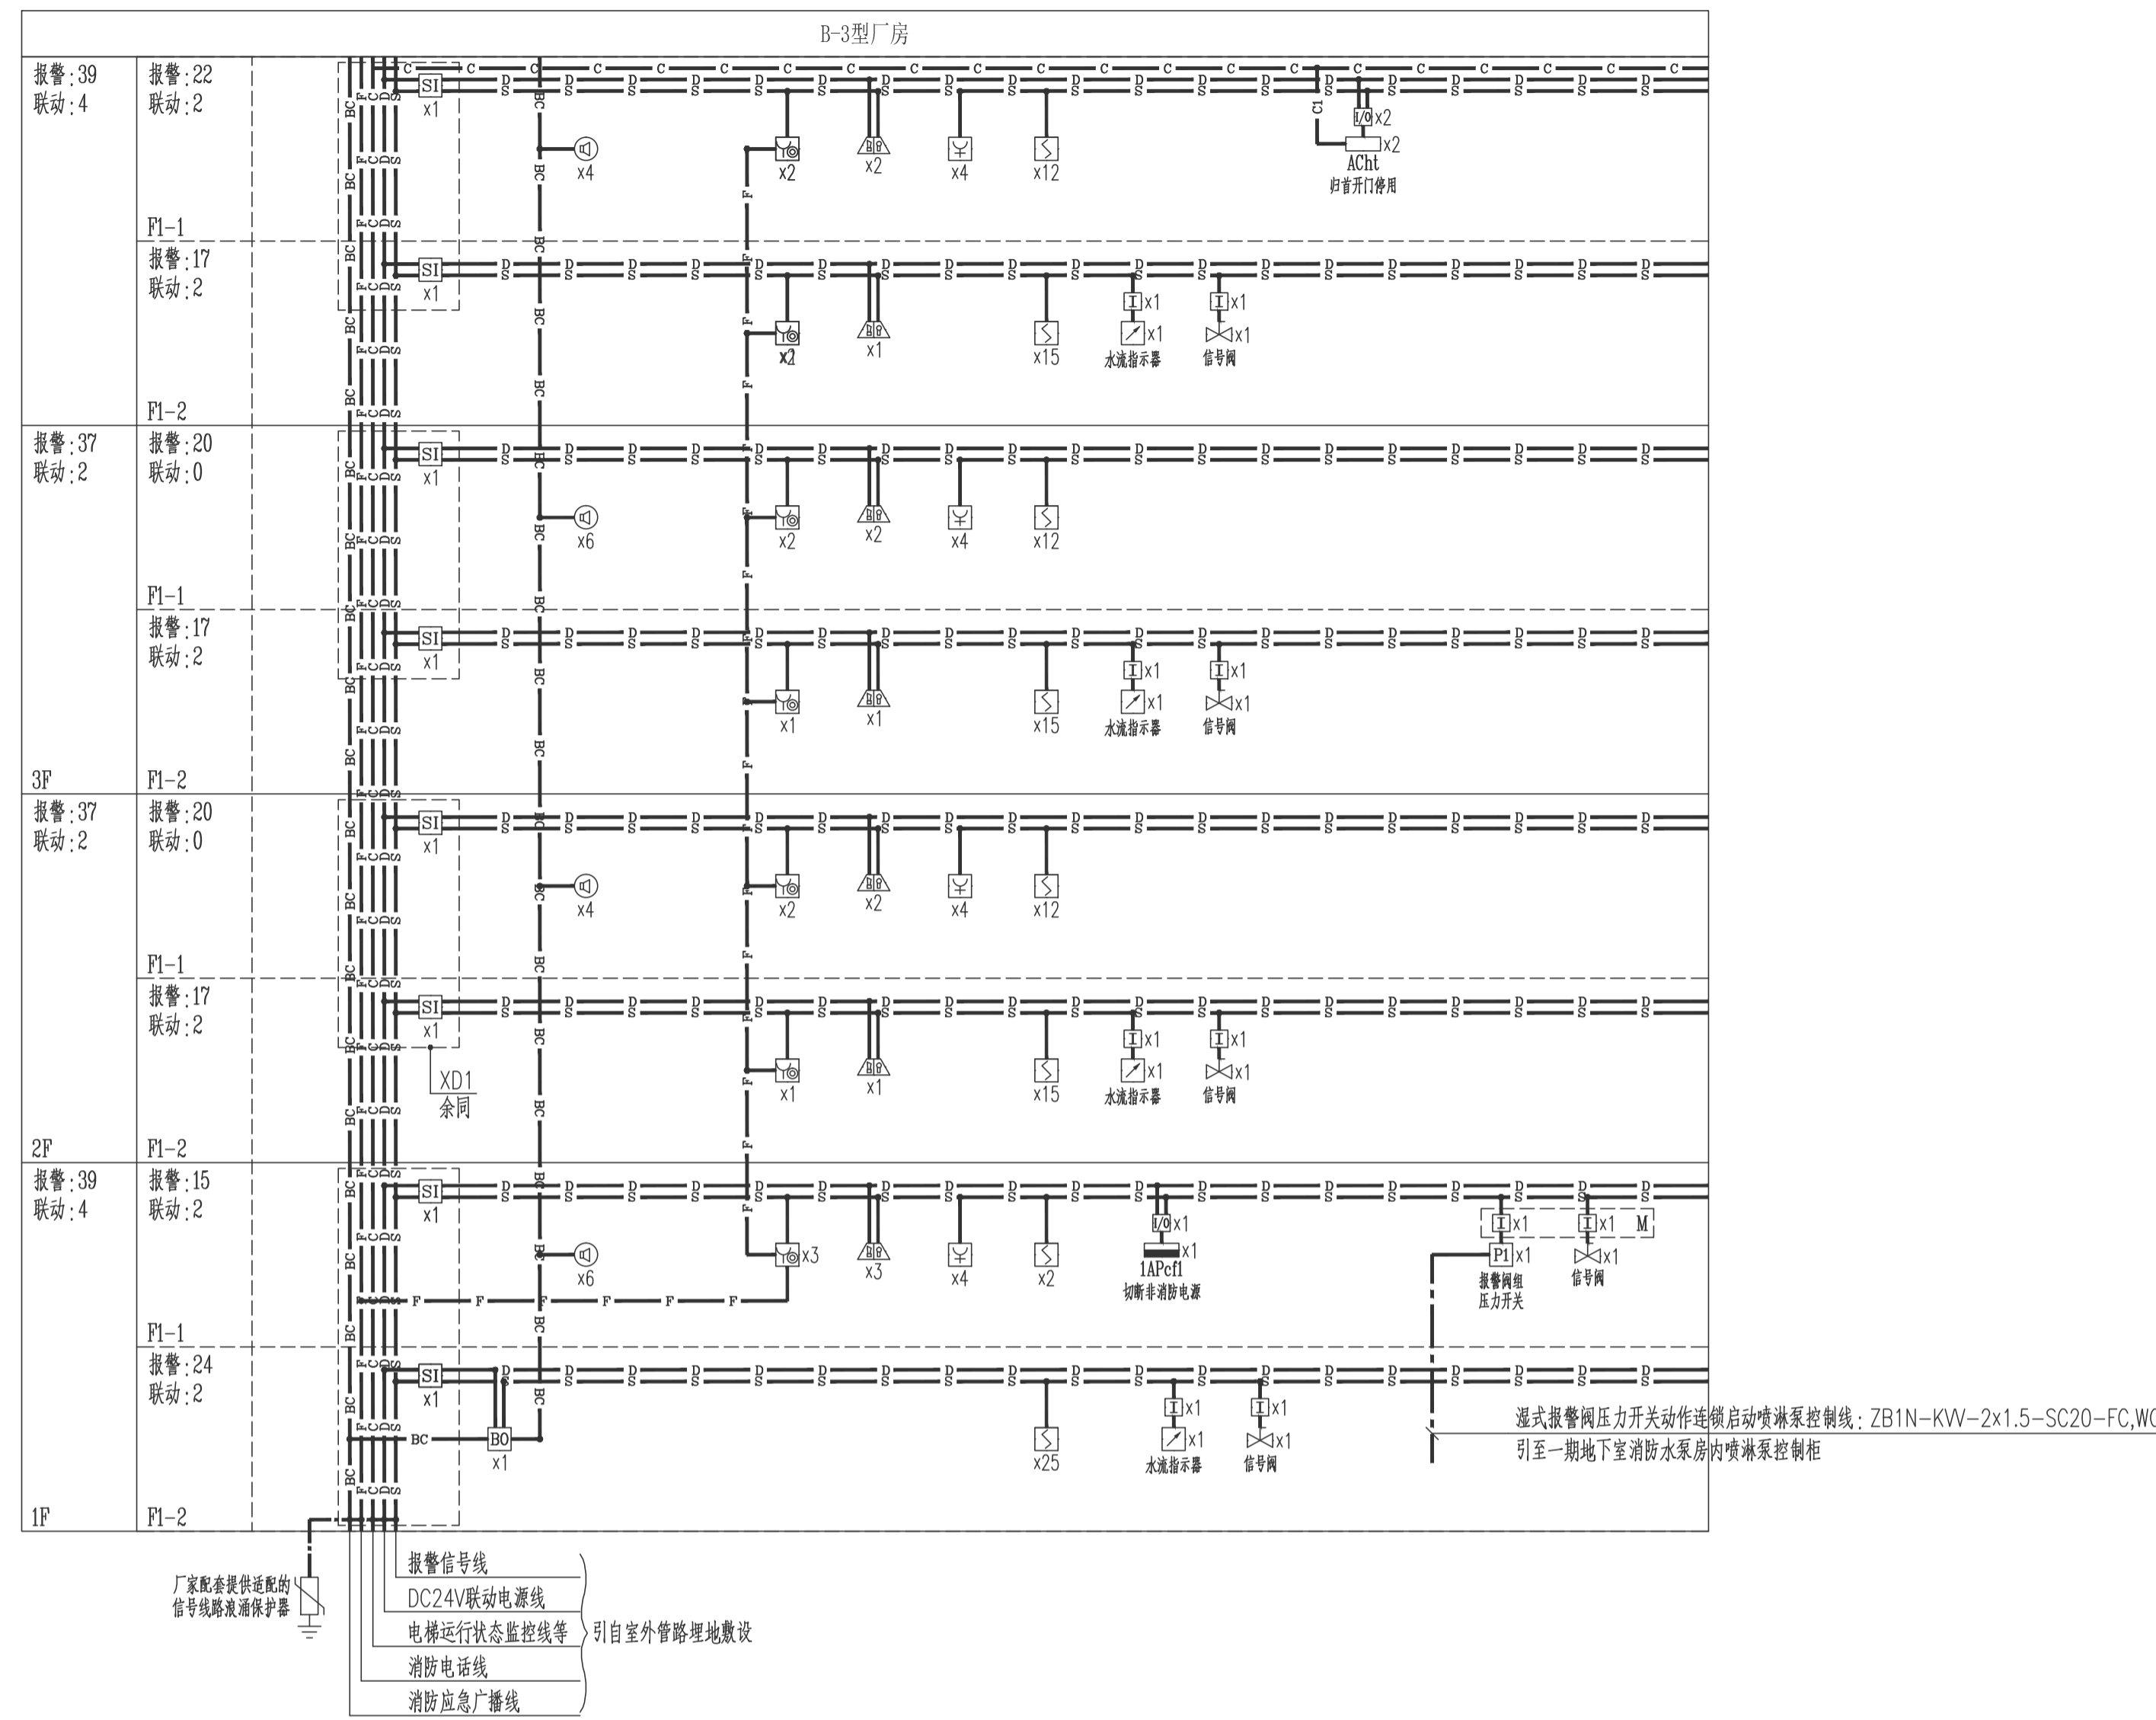 B-3型厂房
报警:39
联动:4
报警:22
联动:2
C C C C C C C C C C C C C C C C C C C C C
D D D D D D D D D D D D D D D D D D D
S S S S S S S S S S S S S S S S S S S
BC F C D S
SI
x1
BC
x4
F
x2
x2
x4
x12
C1
I/O x2
x2
ACht
归首开门停用
F1-1
报警:17
联动:2
SI
x1
x1
x15
I x1
x1
水流指示器
I x1
x1
信号阀
F1-2
报警:37
联动:2
报警:20
联动:0
SI
x1
x6
x2
x2
x4
x12
F1-1
报警:17
联动:2
SI
x1
x1
x1
x15
I x1
x1
水流指示器
I x1
x1
信号阀
3F
F1-2
报警:37
联动:2
报警:20
联动:0
SI
x1
x4
x2
x2
x4
x12
F1-1
报警:17
联动:2
SI
x1
XD1
余同
x1
x1
x15
I x1
x1
水流指示器
I x1
x1
信号阀
2F
F1-2
报警:39
联动:4
报警:15
联动:2
SI
x1
x6
x3
x3
x4
x2
I/O x1
x1
1APcf1
切断非消防电源
I x1
I x1 M
P1 x1
x1
报警阀组
压力开关
信号阀
F F F F F F
F1-1
报警:24
联动:2
SI
x1
BC
BO
x1
x25
I x1
x1
水流指示器
I x1
x1
信号阀
湿式报警阀压力开关动作连锁启动喷淋泵控制线: ZB1N-KVV-2x1.5-SC20-FC,WC
引至一期地下室消防水泵房内喷淋泵控制柜
1F
F1-2
厂家配套提供适配的
信号线路浪涌保护器
报警信号线
DC24V联动电源线
电梯运行状态监控线等
引自室外管路埋地敷设
消防电话线
消防应急广播线